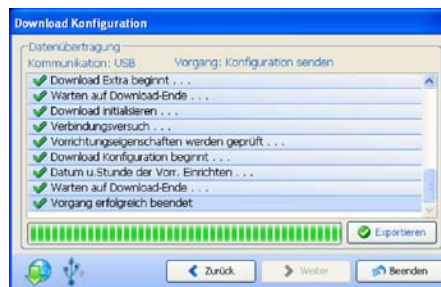 Download Konfiguration
Datenübertragung
Kommunikation: USB Vorgang: Konfiguration senden
Download Extra beginnt . . .
Warten auf Download-Ende . . .
Download initialisieren . . .
Verbindungsversuch . . .
Vorrichtungseigenschaften werden geprüft . . .
Download Konfiguration beginnt . . .
Datum u.Stunde der Vorr. Einrichten . . .
Warten auf Download-Ende . . .
Vorgang erfolgreich beendet
Exportieren
Zurück Weiter Beenden